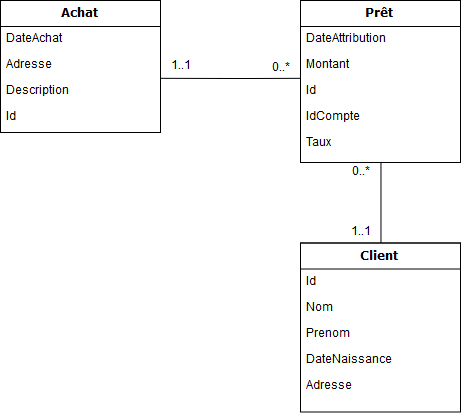 Achat
DateAchat
Adresse
Description
Id
1..1
0..*
Prêt
DateAttribution
Montant
Id
IdCompte
Taux
0..*
1..1
Client
Id
Nom
Prenom
DateNaissance
Adresse